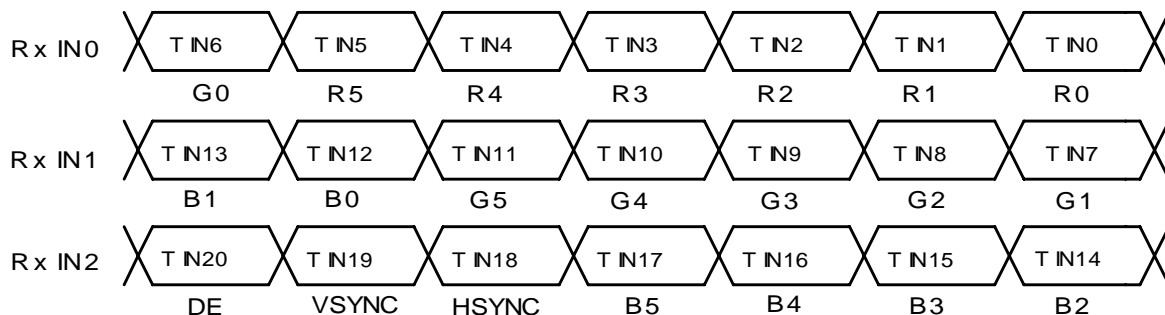 Rx IN0 TIN6 TIN5 TIN4 TIN3 TIN2 TIN1 TIN0
G0 R5 R4 R3 R2 R1 R0
Rx IN1 TIN13 TIN12 TIN11 TIN10 TIN9 TIN8 TIN7
B1 B0 G5 G4 G3 G2 G1
Rx IN2 TIN20 TIN19 TIN18 TIN17 TIN16 TIN15 TIN14
DE VSYNC HSYNC B5 B4 B3 B2